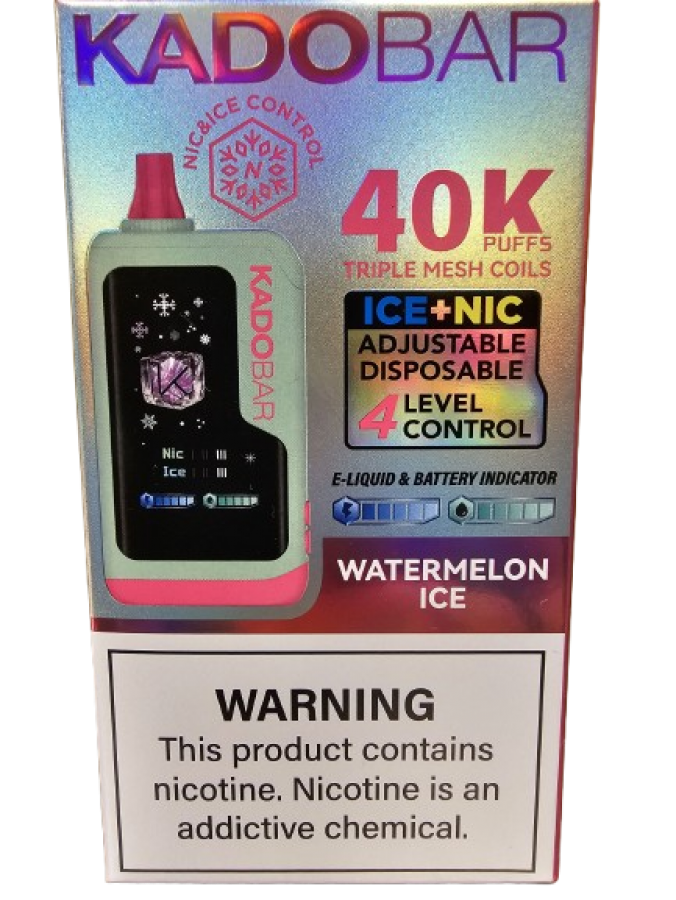 KADOBAR
NIC&ICE CONTROL
N
40K
PUFFS
TRIPLE MESH COILS
KADOBAR
K
Nic
Ice
ICE+NIC
ADJUSTABLE
DISPOSABLE
4 LEVEL
CONTROL
E-LIQUID & BATTERY INDICATOR
WATERMELON
ICE
WARNING
This product contains
nicotine. Nicotine is an
addictive chemical.